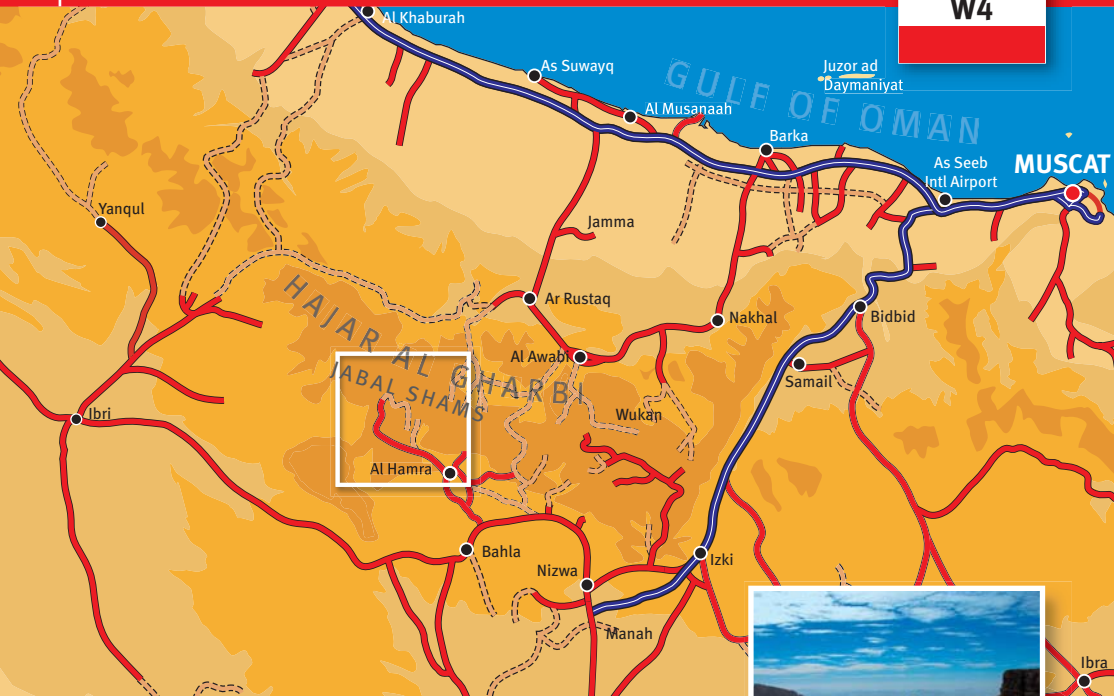 W4
Al Khaburah
As Suwayq
Juzor ad
Daymaniyat
GULF OF OMAN
Al Musanaah
Barka
As Seeb
Intl Airport
MUSCAT
Yanqul
Jamma
HAJAR AL GHARBI
Ar Rustaq
Nakhal
Bidbid
Al Awabi
JABAL SHAMS
Samail
Ibri
Wukan
Al Hamra
Bahla
Izki
Nizwa
Manah
Ibra